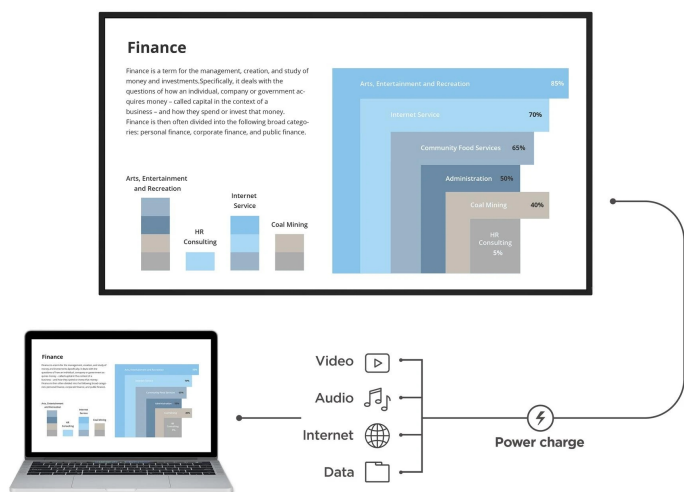 Finance
Finance is a term for the management, creation, and study of
money and investments.Specifically, it deals with the
questions of how an individual, company or government ac-
quires money – called capital in the context of a
business – and how they spend or invest that money.
Finance is then often divided into the following broad catego-
ries; personal finance, corporate finance, and public finance.
Arts, Entertainment
and Recreation
HR
Consulting
Internet
Service
Coal Mining
Arts, Entertainment and Recreation 85%
Internet Service 70%
Community Food Services 65%
Administration 50%
Coal Mining 40%
HR
Consulting
5%
Finance
Video
Audio
Internet
Data
Power charge